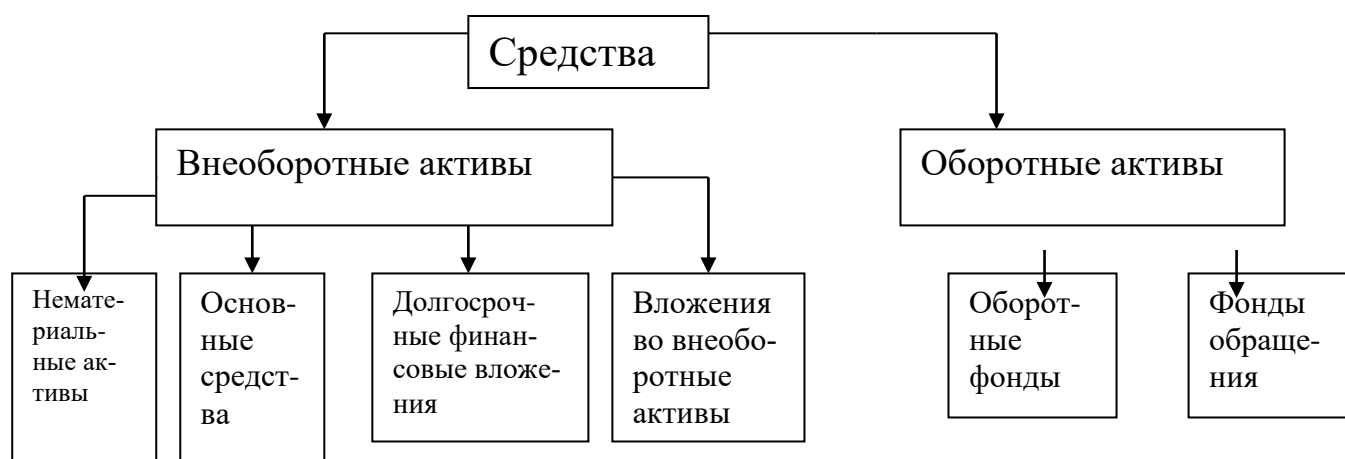 Средства
Внеоборотные активы
Оборотные активы
Немате-
риаль-
ные ак-
тивы
Основ-
ные
средст-
ва
Долгосроч-
ные финан-
совые вложе-
ния
Вложения
во внеобо-
ротные
активы
Оборот-
ные
фонды
Фонды
обраще-
ния